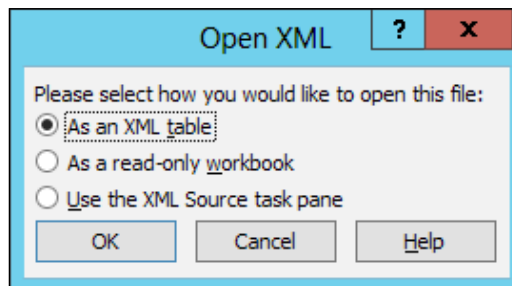 Open XML
?
x
Please select how you would like to open this file:
As an XML table
As a read-only workbook
Use the XML Source task pane
OK
Cancel
Help